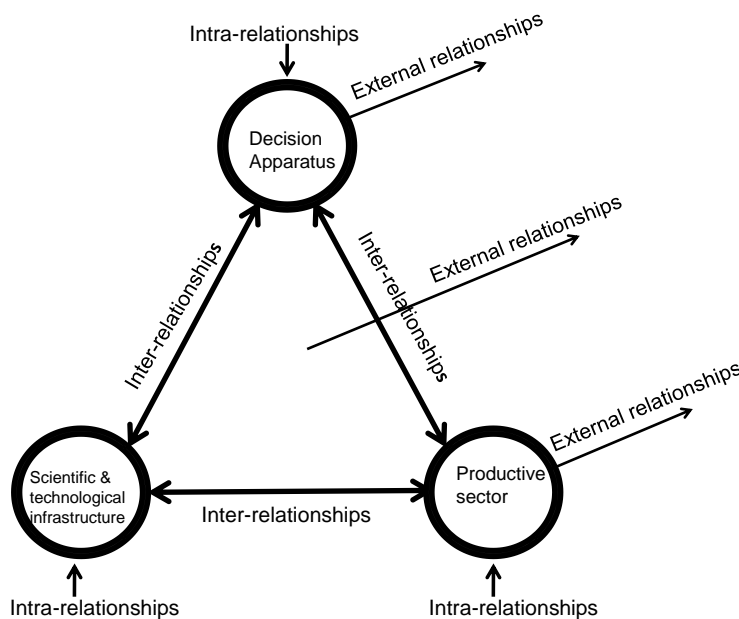 Intra-relationships
External relationships
Decision
Apparatus
External relationships
Inter-relationships
Inter-relationships
External relationships
Scientific &
technological
infrastructure
Productive
sector
Inter-relationships
Intra-relationships
Intra-relationships